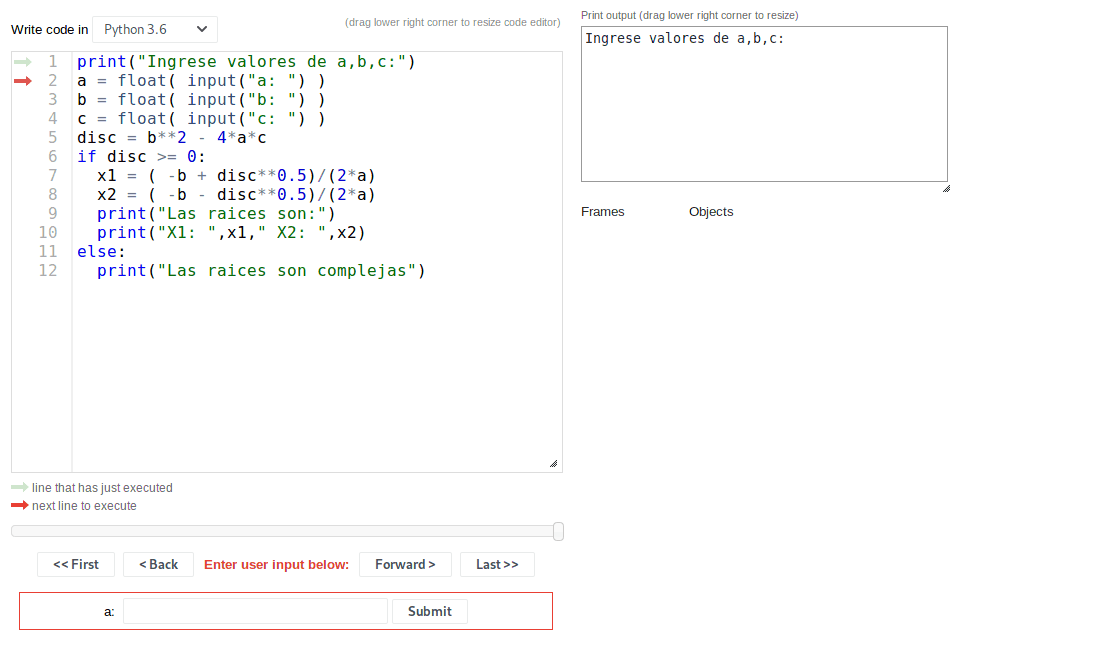 Write code in Python 3.6
(drag lower right corner to resize code editor)
1 print("Ingrese valores de a,b,c:")
2 a = float( input("a: ") )
3 b = float( input("b: ") )
4 c = float( input("c: ") )
5 disc = b**2 - 4*a*c
6 if disc >= 0:
7   x1 = ( -b + disc**0.5)/(2*a)
8   x2 = ( -b - disc**0.5)/(2*a)
9   print("Las raices son:")
10   print("X1: ",x1," X2: ",x2)
11 else:
12   print("Las raices son complejas")
line that has just executed
next line to execute
<< First < Back Enter user input below: Forward > Last >>
a: Submit
Print output (drag lower right corner to resize)
Ingrese valores de a,b,c:
Frames Objects